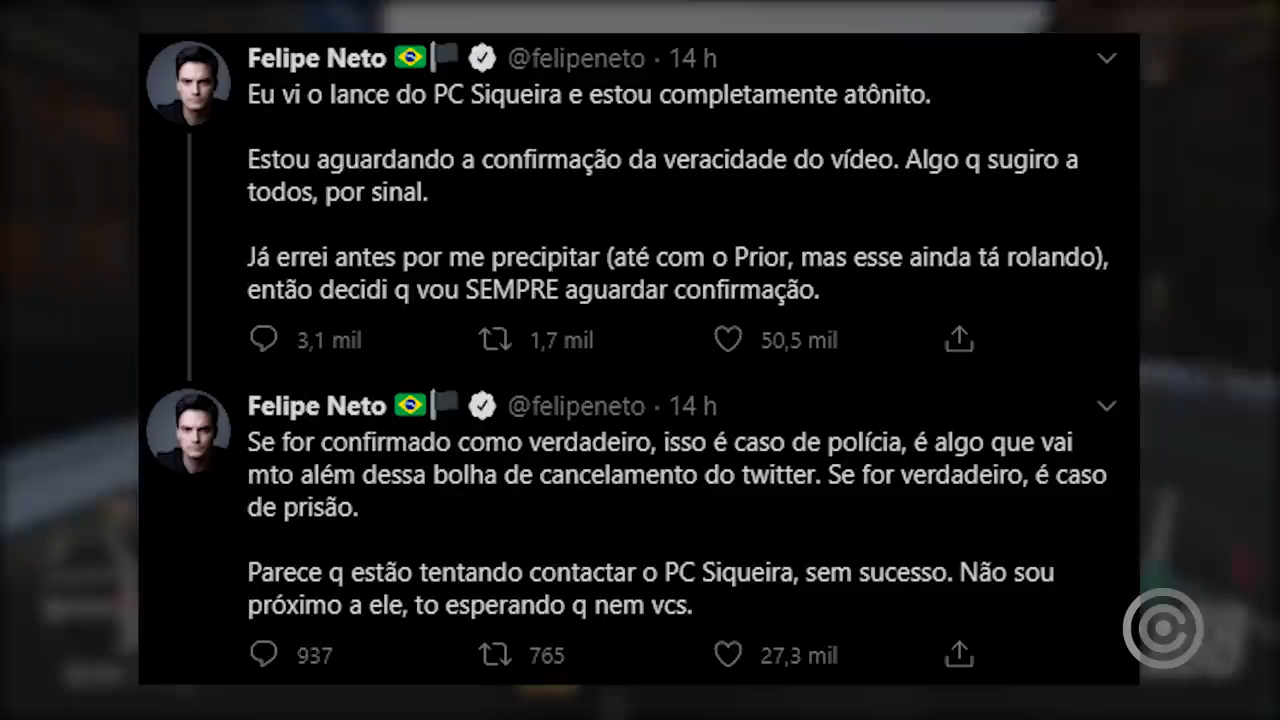 Felipe Neto @felipeneto · 14 h
Eu vi o lance do PC Siqueira e estou completamente atônito.
Estou aguardando a confirmação da veracidade do vídeo. Algo q sugiro a
todos, por sinal.
Já errei antes por me precipitar (até com o Prior, mas esse ainda tá rolando),
então decidi q vou SEMPRE aguardar confirmação.
3,1 mil 1,7 mil 50,5 mil
Felipe Neto @felipeneto · 14 h
Se for confirmado como verdadeiro, isso é caso de polícia, é algo que vai
mto além dessa bolha de cancelamento do twitter. Se for verdadeiro, é caso
de prisão.
Parece q estão tentando contactar o PC Siqueira, sem sucesso. Não sou
próximo a ele, to esperando q nem vcs.
937 765 27,3 mil